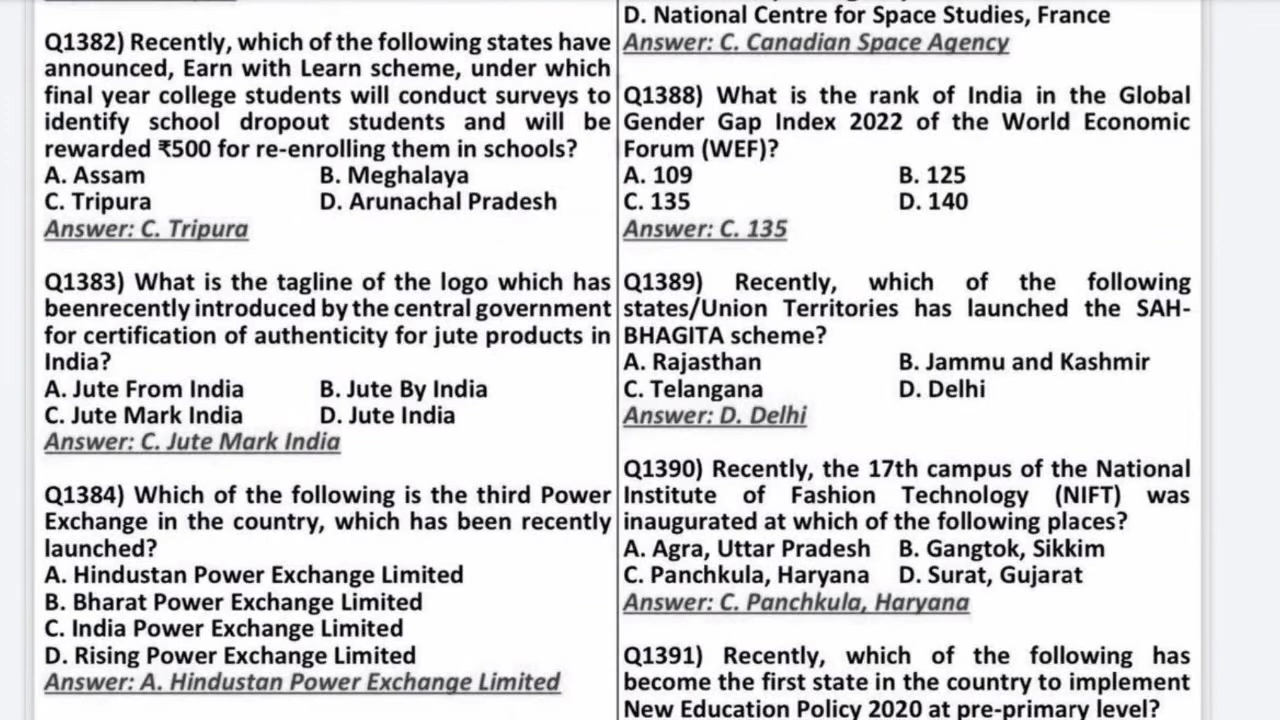 Q1382) Recently, which of the following states have
announced, Earn with Learn scheme, under which
final year college students will conduct surveys to
identify school dropout students and will be
rewarded ₹500 for re-enrolling them in schools?
A. Assam B. Meghalaya
C. Tripura D. Arunachal Pradesh
Answer: C. Tripura
Q1383) What is the tagline of the logo which has
beenrecently introduced by the central government
for certification of authenticity for jute products in
India?
A. Jute From India B. Jute By India
C. Jute Mark India D. Jute India
Answer: C. Jute Mark India
Q1384) Which of the following is the third Power
Exchange in the country, which has been recently
launched?
A. Hindustan Power Exchange Limited
B. Bharat Power Exchange Limited
C. India Power Exchange Limited
D. Rising Power Exchange Limited
Answer: A. Hindustan Power Exchange Limited
D. National Centre for Space Studies, France
Answer: C. Canadian Space Agency
Q1388) What is the rank of India in the Global
Gender Gap Index 2022 of the World Economic
Forum (WEF)?
A. 109 B. 125
C. 135 D. 140
Answer: C. 135
Q1389) Recently, which of the following
states/Union Territories has launched the SAH-
BHAGITA scheme?
A. Rajasthan B. Jammu and Kashmir
C. Telangana D. Delhi
Answer: D. Delhi
Q1390) Recently, the 17th campus of the National
Institute of Fashion Technology (NIFT) was
inaugurated at which of the following places?
A. Agra, Uttar Pradesh B. Gangtok, Sikkim
C. Panchkula, Haryana D. Surat, Gujarat
Answer: C. Panchkula, Haryana
Q1391) Recently, which of the following has
become the first state in the country to implement
New Education Policy 2020 at pre-primary level?